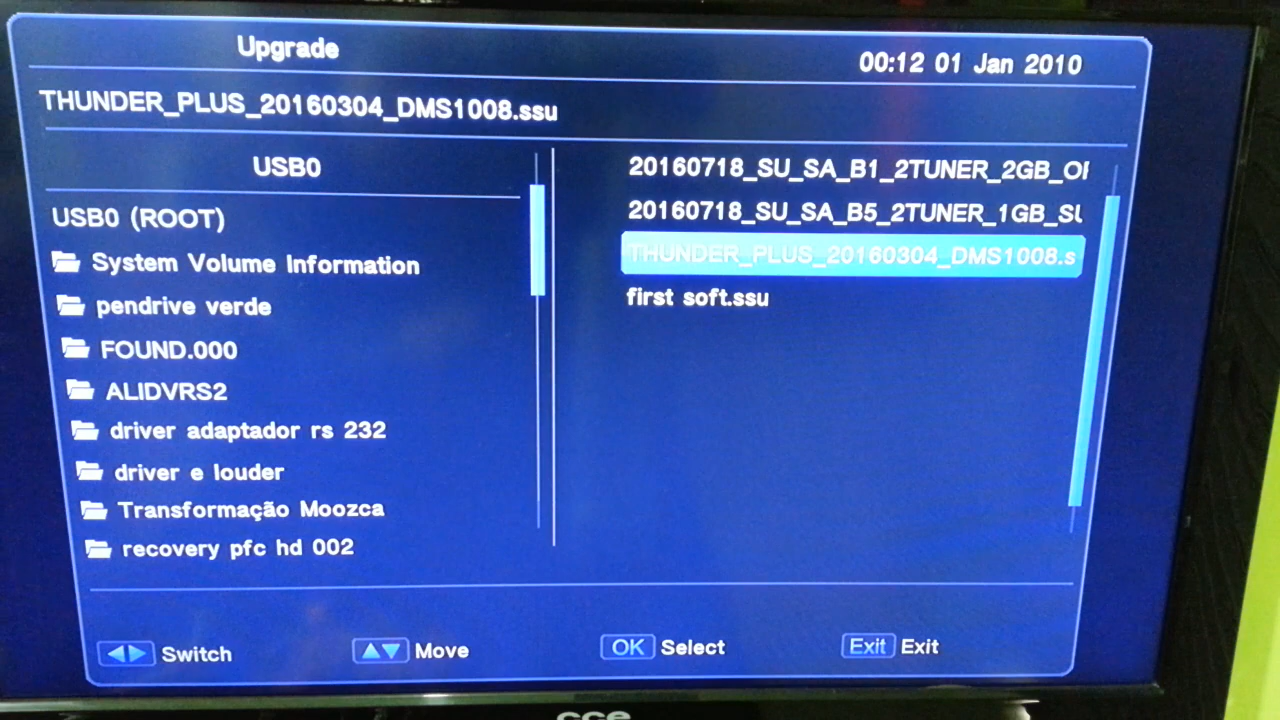 Upgrade
00:12 01 Jan 2010
THUNDER_PLUS_20160304_DMS1008.ssu
USB0
USB0 (ROOT)
System Volume Information
pendrive verde
FOUND.000
ALIDVRS2
driver adaptador rs 232
driver e louder
Transformação Moozca
recovery pfc hd 002
20160718_SU_SA_B1_2TUNER_2GB_O
20160718_SU_SA_B5_2TUNER_1GB_SU
THUNDER_PLUS_20160304_DMS1008.s
first soft.ssu
Switch
Move
OK Select
Exit Exit
cce